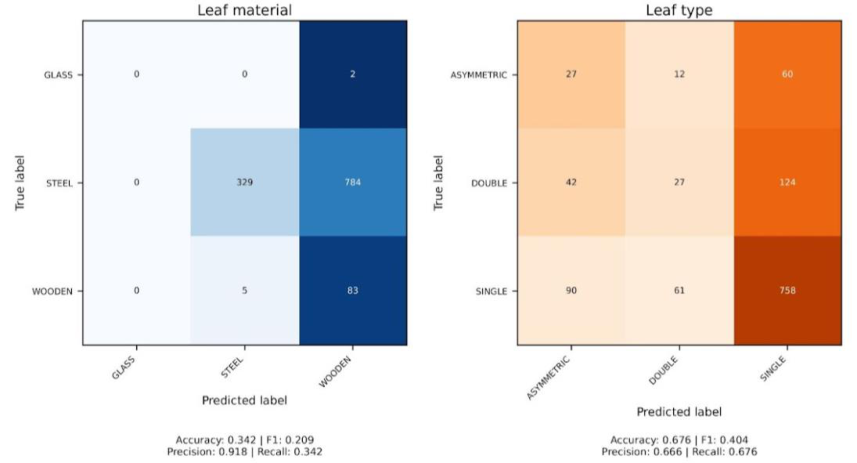 Leaf material
GLASS
0
0
2
STEEL
0
329
784
WOODEN
0
5
83
True label
GLASS
STEEL
WOODEN
Predicted label
Accuracy: 0.342 | F1: 0.209
Precision: 0.918 | Recall: 0.342
Leaf type
ASYMMETRIC
27
12
60
DOUBLE
42
27
124
SINGLE
90
61
758
True label
ASYMMETRIC
DOUBLE
SINGLE
Predicted label
Accuracy: 0.676 | F1: 0.404
Precision: 0.666 | Recall: 0.676